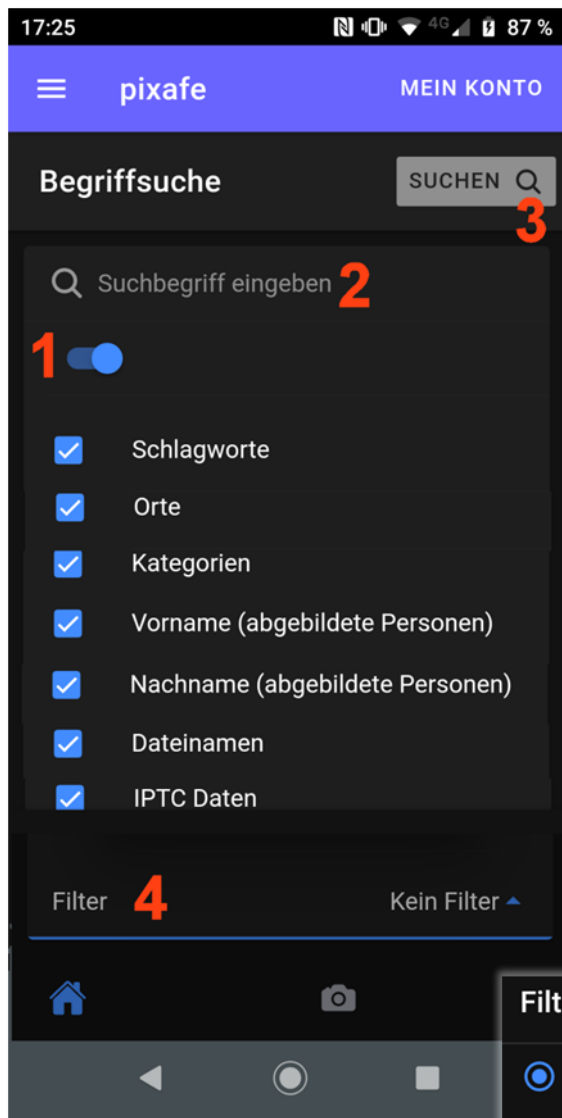 17:25 4G 87 %
pixafe MEIN KONTO
Begriffsuche SUCHEN
3
Suchbegriff eingeben 2
1
Schlagworte
Orte
Kategorien
Vorname (abgebildete Personen)
Nachname (abgebildete Personen)
Dateinamen
IPTC Daten
Filter 4 Kein Filter
Filt